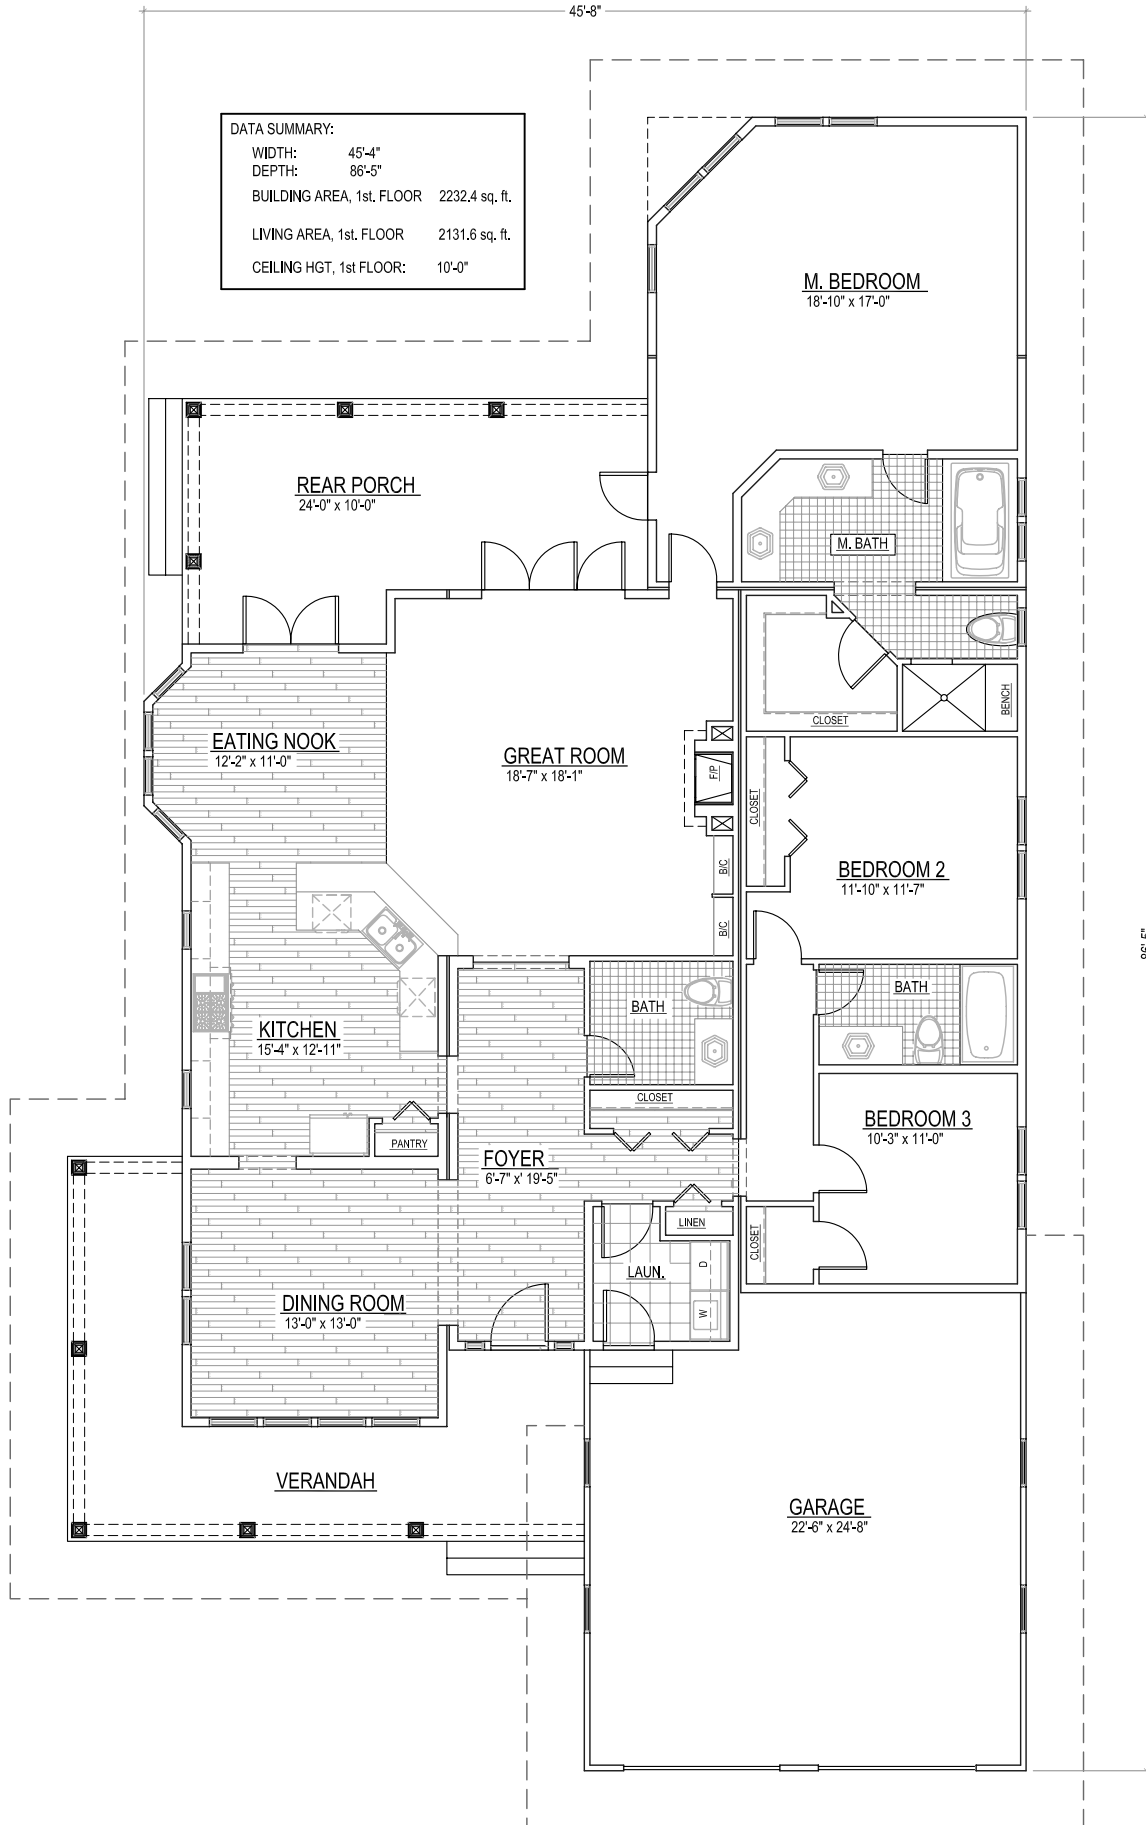 45'-8"
DATA SUMMARY:
WIDTH: 45'-4"
DEPTH: 86'-5"
BUILDING AREA, 1st. FLOOR 2232.4 sq. ft.
LIVING AREA, 1st. FLOOR 2131.6 sq. ft.
CEILING HGT, 1st FLOOR: 10'-0"
M. BEDROOM
18'-10" x 17'-0"
REAR PORCH
24'-0" x 10'-0"
M. BATH
BENCH
CLOSET
EATING NOOK
12'-2" x 11'-0"
GREAT ROOM
18'-7" x 18'-1"
F/P
CLOSET
B/C
BEDROOM 2
11'-10" x 11'-7"
B/C
86'-5"
BATH
BATH
KITCHEN
15'-4" x 12'-11"
CLOSET
BEDROOM 3
10'-3" x 11'-0"
PANTRY
FOYER
6'-7" x' 19'-5"
LINEN
CLOSET
LAUN.
D
W
DINING ROOM
13'-0" x 13'-0"
VERANDAH
GARAGE
22'-6" x 24'-8"